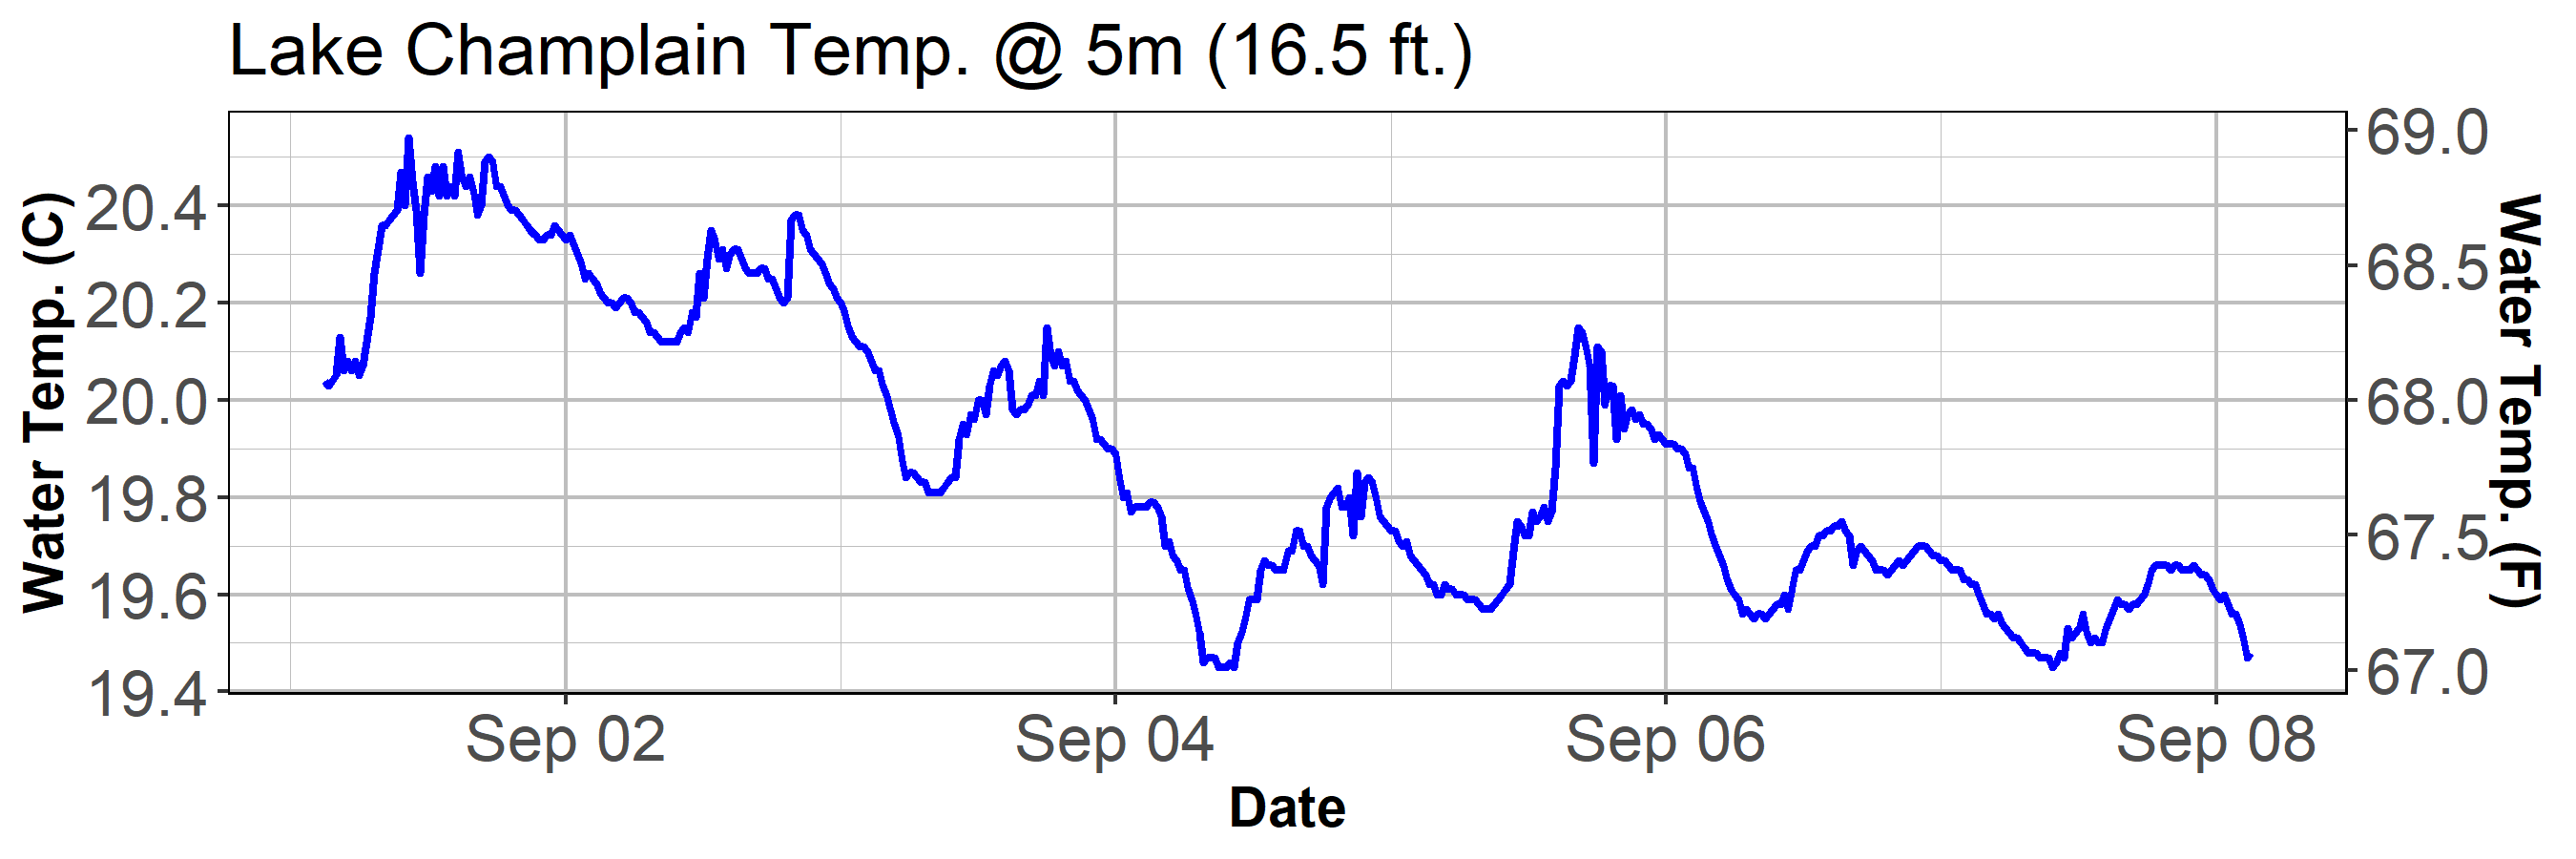 Lake Champlain Temp. @ 5m (16.5 ft.)
Water Temp. (C)
20.4
20.2
20.0
19.8
19.6
19.4
69.0
68.5
68.0
67.5
67.0
Water Temp. (F)
Sep 02 Sep 04 Sep 06 Sep 08
Date